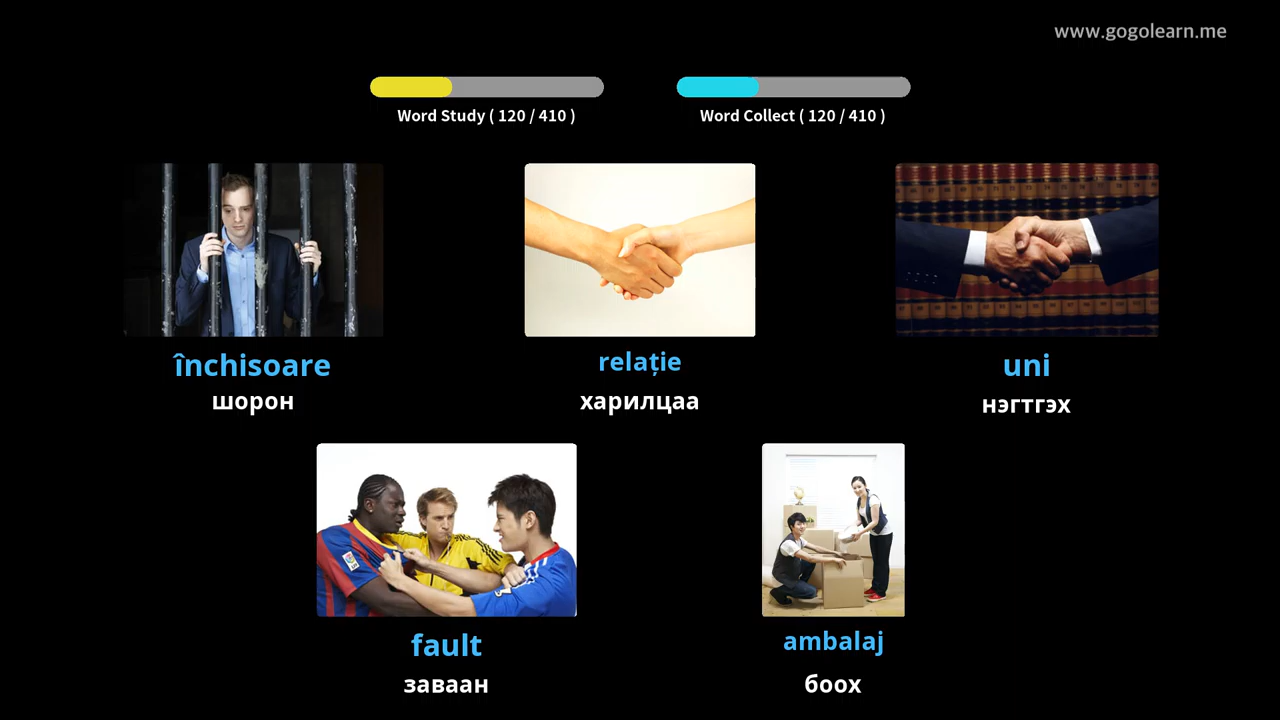 www.gogolearn.me
Word Study ( 120 / 410 )
Word Collect ( 120 / 410 )
închisoare
шорон
relație
харилцаа
uni
нэгтгэх
fault
заваан
ambalaj
боох